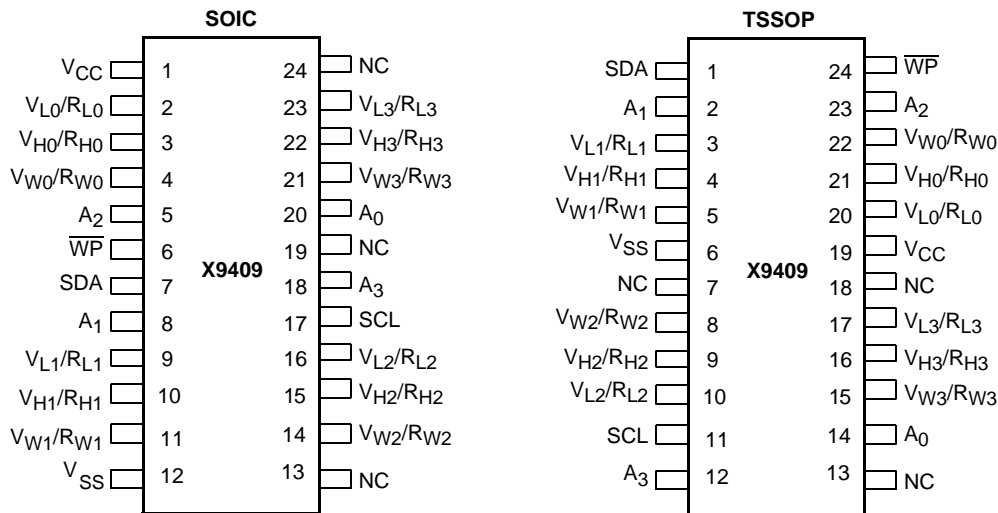 SOIC
VCC 1 24 NC
VL0/RL0 2 23 VL3/RL3
VH0/RH0 3 22 VH3/RH3
VW0/RW0 4 21 VW3/RW3
A2 5 20 A0
WP 6 19 NC
X9409
SDA 7 18 A3
A1 8 17 SCL
VL1/RL1 9 16 VL2/RL2
VH1/RH1 10 15 VH2/RH2
VW1/RW1 11 14 VW2/RW2
VSS 12 13 NC
TSSOP
SDA 1 24 WP
A1 2 23 A2
VL1/RL1 3 22 VW0/RW0
VH1/RH1 4 21 VH0/RH0
VW1/RW1 5 20 VL0/RL0
VSS 6 19 VCC
X9409
NC 7 18 NC
VW2/RW2 8 17 VL3/RL3
VH2/RH2 9 16 VH3/RH3
VL2/RL2 10 15 VW3/RW3
SCL 11 14 A0
A3 12 13 NC